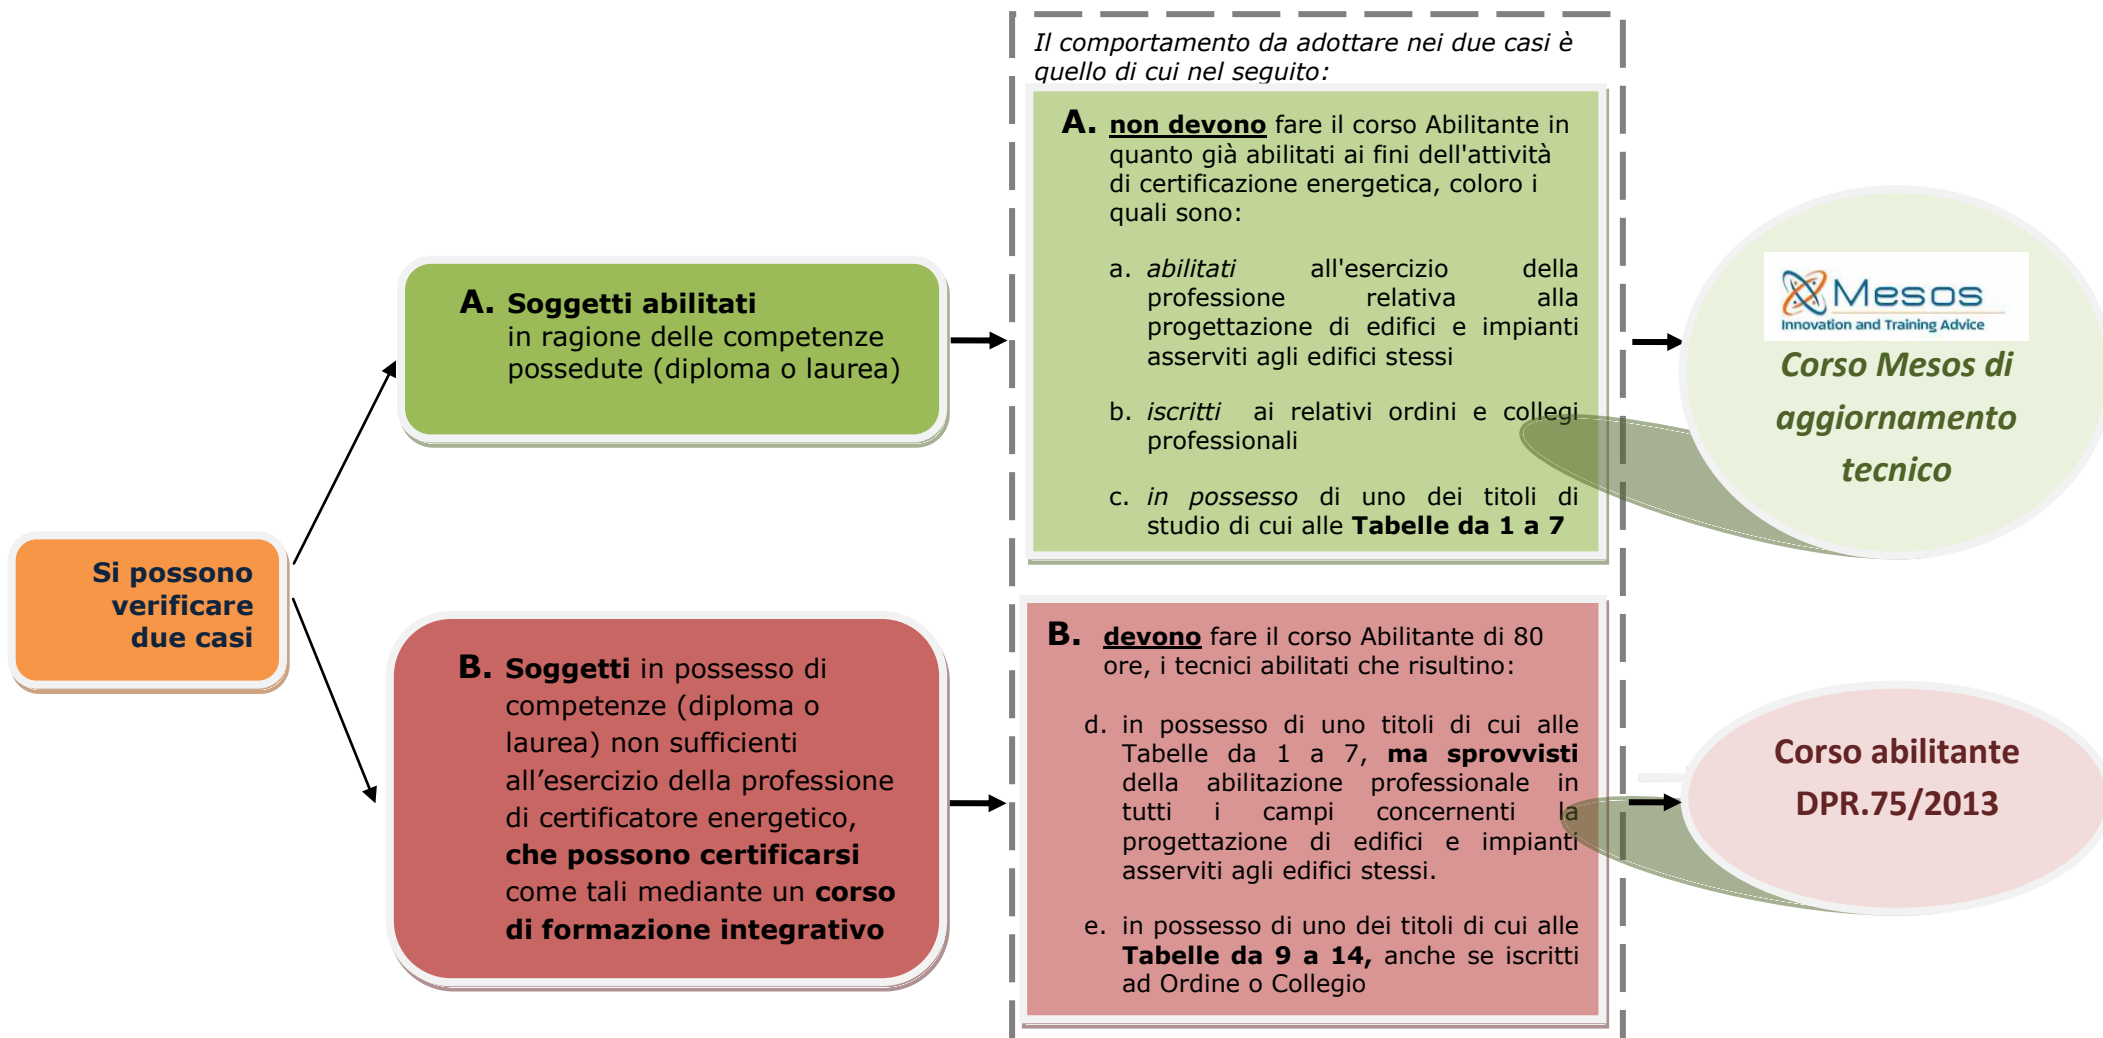 Si possono
verificare
due casi
A. Soggetti abilitati
in ragione delle competenze
possedute (diploma o laurea)
B. Soggetti in possesso di
competenze (diploma o
laurea) non sufficienti
all’esercizio della professione
di certificatore energetico,
che possono certificarsi
come tali mediante un corso
di formazione integrativo
Il comportamento da adottare nei due casi è
quello di cui nel seguito:
A. non devono fare il corso Abilitante in
quanto già abilitati ai fini dell'attività
di certificazione energetica, coloro i
quali sono:
a. abilitati all'esercizio della
professione relativa alla
progettazione di edifici e impianti
asserviti agli edifici stessi
b. iscritti ai relativi ordini e collegi
professionali
c. in possesso di uno dei titoli di
studio di cui alle Tabelle da 1 a 7
B. devono fare il corso Abilitante di 80
ore, i tecnici abilitati che risultino:
d. in possesso di uno titoli di cui alle
Tabelle da 1 a 7, ma sprovvisti
della abilitazione professionale in
tutti i campi concernenti la
progettazione di edifici e impianti
asserviti agli edifici stessi.
e. in possesso di uno dei titoli di cui alle
Tabelle da 9 a 14, anche se iscritti
ad Ordine o Collegio
Mesos
Innovation and Training Advice
Corso Mesos di
aggiornamento
tecnico
Corso abilitante
DPR.75/2013